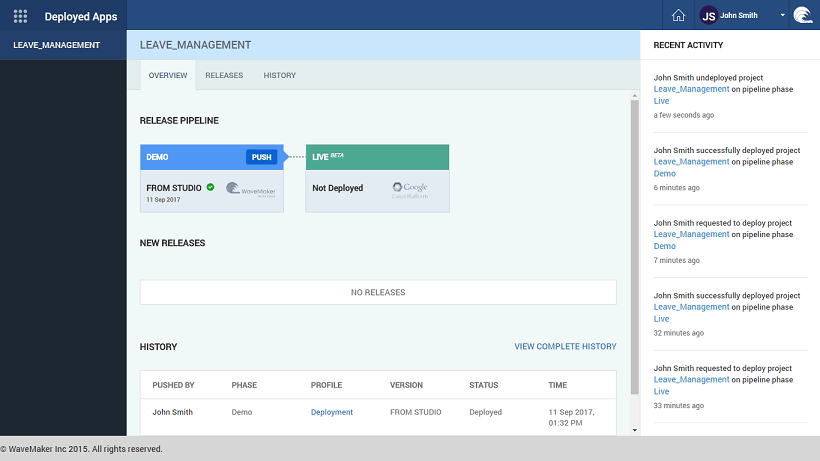 Deployed Apps
JS John Smith
LEAVE_MANAGEMENT
LEAVE_MANAGEMENT
OVERVIEW RELEASES HISTORY
RELEASE PIPELINE
DEMO PUSH
FROM STUDIO
11 Sep 2017
WaveMaker
LIVE BETA
Not Deployed
Google
Cloud Platform
NEW RELEASES
NO RELEASES
HISTORY VIEW COMPLETE HISTORY
PUSHED BY PHASE PROFILE VERSION STATUS TIME
John Smith Demo Deployment FROM STUDIO Deployed 11 Sep 2017,
01:32 PM
RECENT ACTIVITY
John Smith undeployed project
Leave_Management on pipeline phase
Live
a few seconds ago
John Smith successfully deployed project
Leave_Management on pipeline phase
Demo
6 minutes ago
John Smith requested to deploy project
Leave_Management on pipeline phase
Demo
7 minutes ago
John Smith successfully deployed project
Leave_Management on pipeline phase
Live
32 minutes ago
John Smith requested to deploy project
Leave_Management on pipeline phase
Live
33 minutes ago
© WaveMaker Inc 2015. All rights reserved.